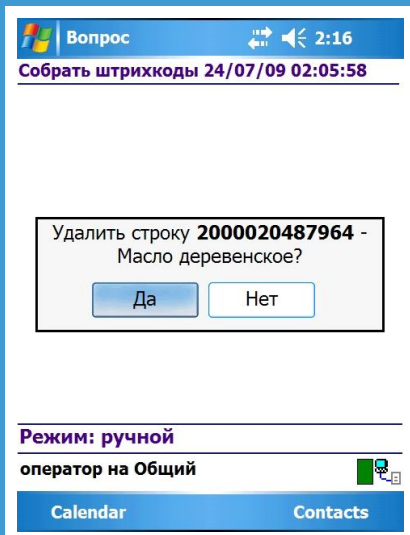 Вопрос 2:16
Собрать штрихкоды 24/07/09 02:05:58
Удалить строку 2000020487964 -
Масло деревенское?
Да Нет
Режим: ручной
оператор на Общий
Calendar Contacts